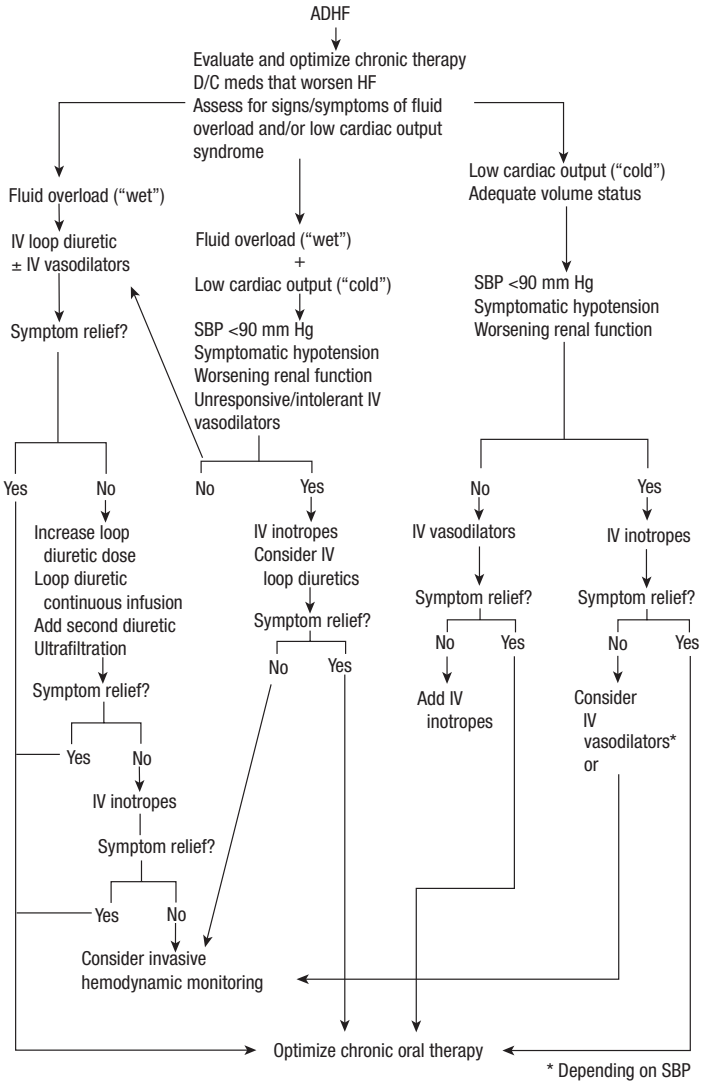 ADHF
Evaluate and optimize chronic therapy
D/C meds that worsen HF
Assess for signs/symptoms of fluid
overload and/or low cardiac output
syndrome
Fluid overload (“wet”)
IV loop diuretic
± IV vasodilators
Symptom relief?
Yes
No
Increase loop
diuretic dose
Loop diuretic
continuous infusion
Add second diuretic
Ultrafiltration
Symptom relief?
Yes
No
IV inotropes
Symptom relief?
Yes
No
Consider invasive
hemodynamic monitoring
Fluid overload (“wet”)
+
Low cardiac output (“cold”)
SBP <90 mm Hg
Symptomatic hypotension
Worsening renal function
Unresponsive/intolerant IV
vasodilators
No
Yes
IV inotropes
Consider IV
loop diuretics
Symptom relief?
No
Yes
Low cardiac output (“cold”)
Adequate volume status
SBP <90 mm Hg
Symptomatic hypotension
Worsening renal function
No
Yes
IV vasodilators
Symptom relief?
No
Yes
Add IV
inotropes
IV inotropes
Symptom relief?
No
Yes
Consider
IV
vasodilators*
or
Optimize chronic oral therapy
* Depending on SBP